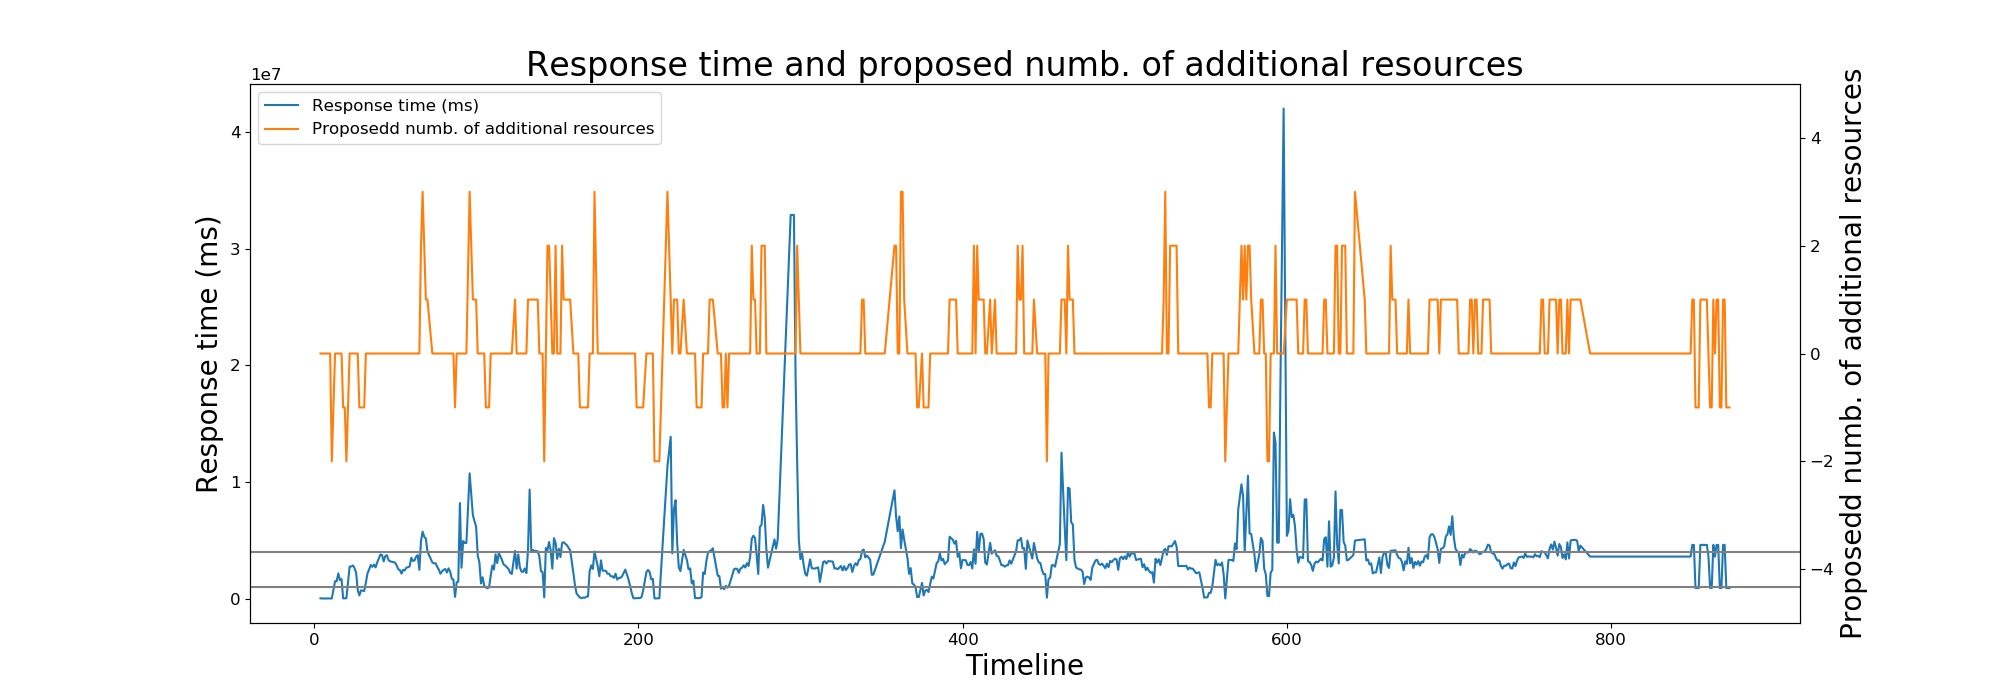 Response time and proposed numb. of additional resources
1e7
Response time (ms)
Proposedd numb. of additional resources
4
3
2
1
0
Response time (ms)
4
2
0
−2
−4
Proposedd numb. of additional resources
0 200 400 600 800
Timeline